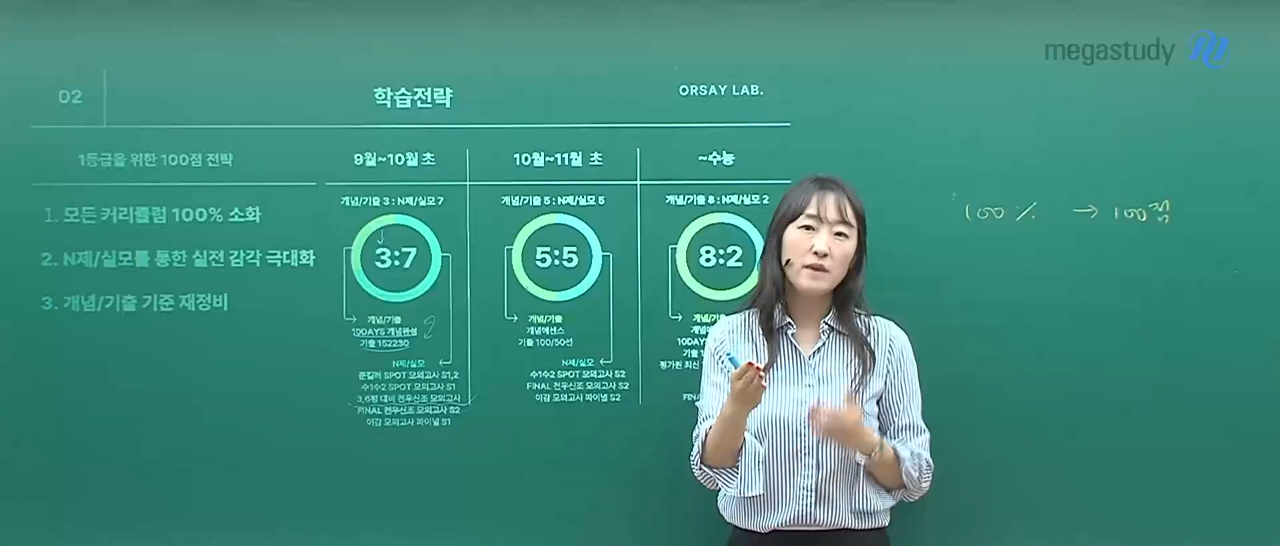 megastudy
02
학습전략
ORSAY LAB.
1등급을 위한 100점 전략
9월~10월 초
10월~11월 초
~수능
1. 모든 커리큘럼 100% 소화
2. N제/실모를 통한 실전 감각 극대화
3. 개념/기출 기준 재정비
개념/기출 3 : N제/실모 7
3:7
개념/기출
10DAYS 개념완성
기출 152230
N제/실모
준킬러 SPOT 모의고사 S1,2
수1수2 SPOT 모의고사 S1
3,6평 대비 전우신조 모의고사
FINAL 전우신조 모의고사 S2
이감 모의고사 파이널 S1
개념/기출 5 : N제/실모 5
5:5
개념/기출
개념에센스
기출 100/50선
N제/실모
수1수2 SPOT 모의고사 S2
FINAL 전우신조 모의고사 S2
이감 모의고사 파이널 S2
개념/기출 8 : N제/실모 2
8:2
개념/기출
10DAY
평가원 최신
100% → 100점